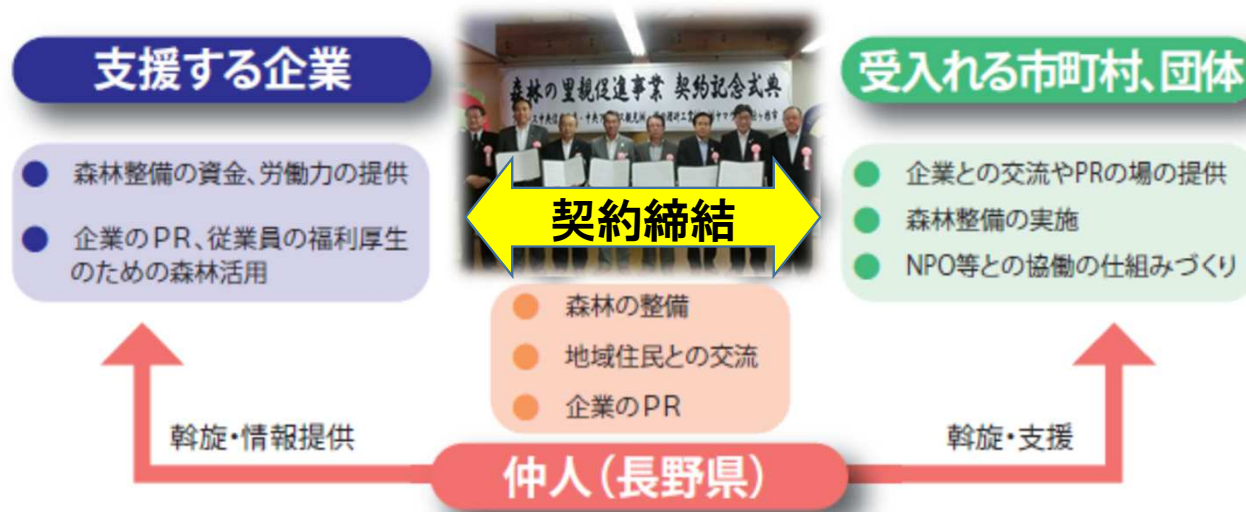 支援する企業
森林整備の資金、労働力の提供
企業のPR、従業員の福利厚生
のための森林活用
森林の里親促進事業 契約記念式典
契約締結
森林の整備
地域住民との交流
企業のPR
受入れる市町村、団体
企業との交流やPRの場の提供
森林整備の実施
NPO等との協働の仕組みづくり
斡旋・情報提供
斡旋・支援
仲人(長野県)